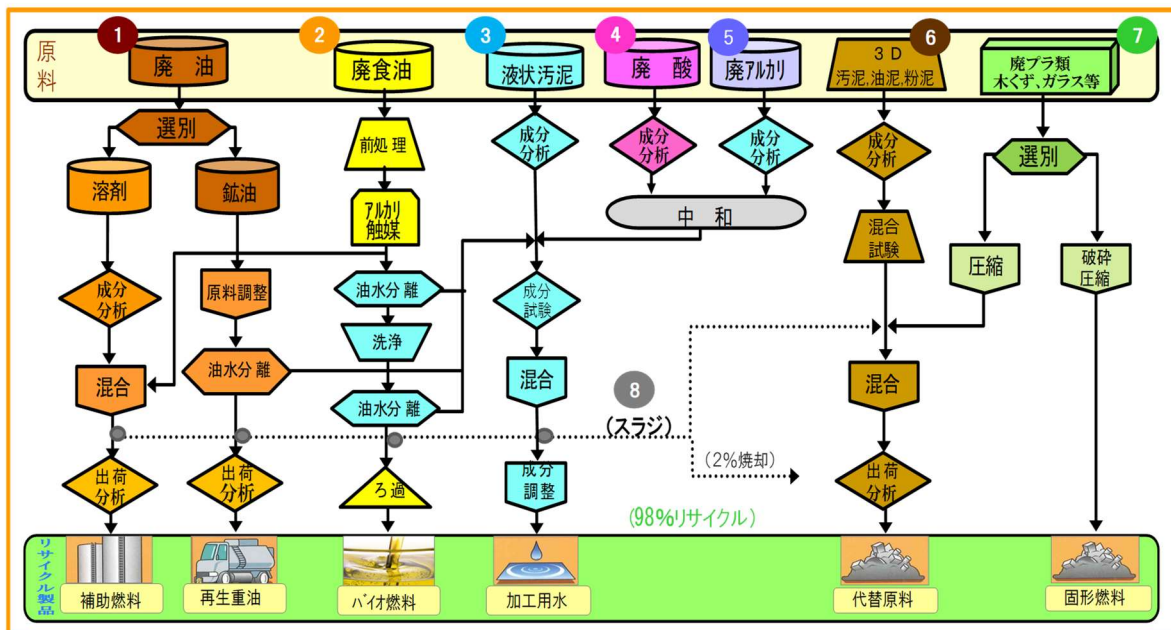 1
2
3
4
5
6
7
原料
廃 油
廃食油
液状汚泥
廃 酸
廃アルカリ
3 D
汚泥,油泥,粉泥
廃プラ類
木くず、ガラス等
選別
前処理
成分
分析
成分
分析
成分
分析
成分
分析
選別
溶剤
鉱油
アルカリ
触媒
中 和
混合
試験
圧縮
破砕
圧縮
成分
分析
原料調整
油水分離
成分
試験
洗浄
油水分離
混合
油水分離
混合
混合
8
(スラジ)
出荷
分析
出荷
分析
ろ過
成分
調整
(2%焼却)
出荷
分析
(98%リサイクル)
リサイクル製品
補助燃料
再生重油
バイオ燃料
加工用水
代替原料
固形燃料